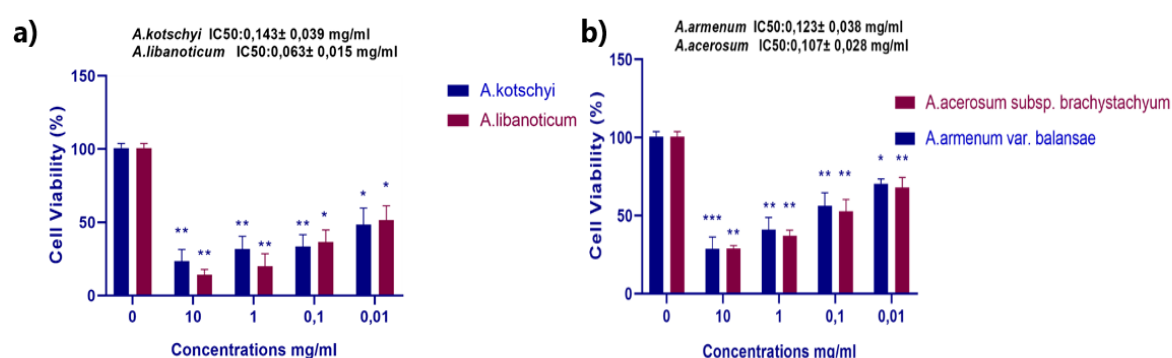 a)
A.kotschyi IC50:0,143± 0,039 mg/ml
A.libanoticum IC50:0,063± 0,015 mg/ml
A.kotschyi
A.libanoticum
Cell Viability (%)
150
100
50
0
** ** ** ** ** * * *
0 10 1 0,1 0,01
Concentrations mg/ml
b)
A.armenum IC50:0,123± 0,038 mg/ml
A.acerosum IC50:0,107± 0,028 mg/ml
A.acerosum subsp. brachystachyum
A.armenum var. balansae
Cell Viability (%)
150
100
50
0
*** ** ** ** ** ** * **
0 10 1 0,1 0,01
Concentrations mg/ml